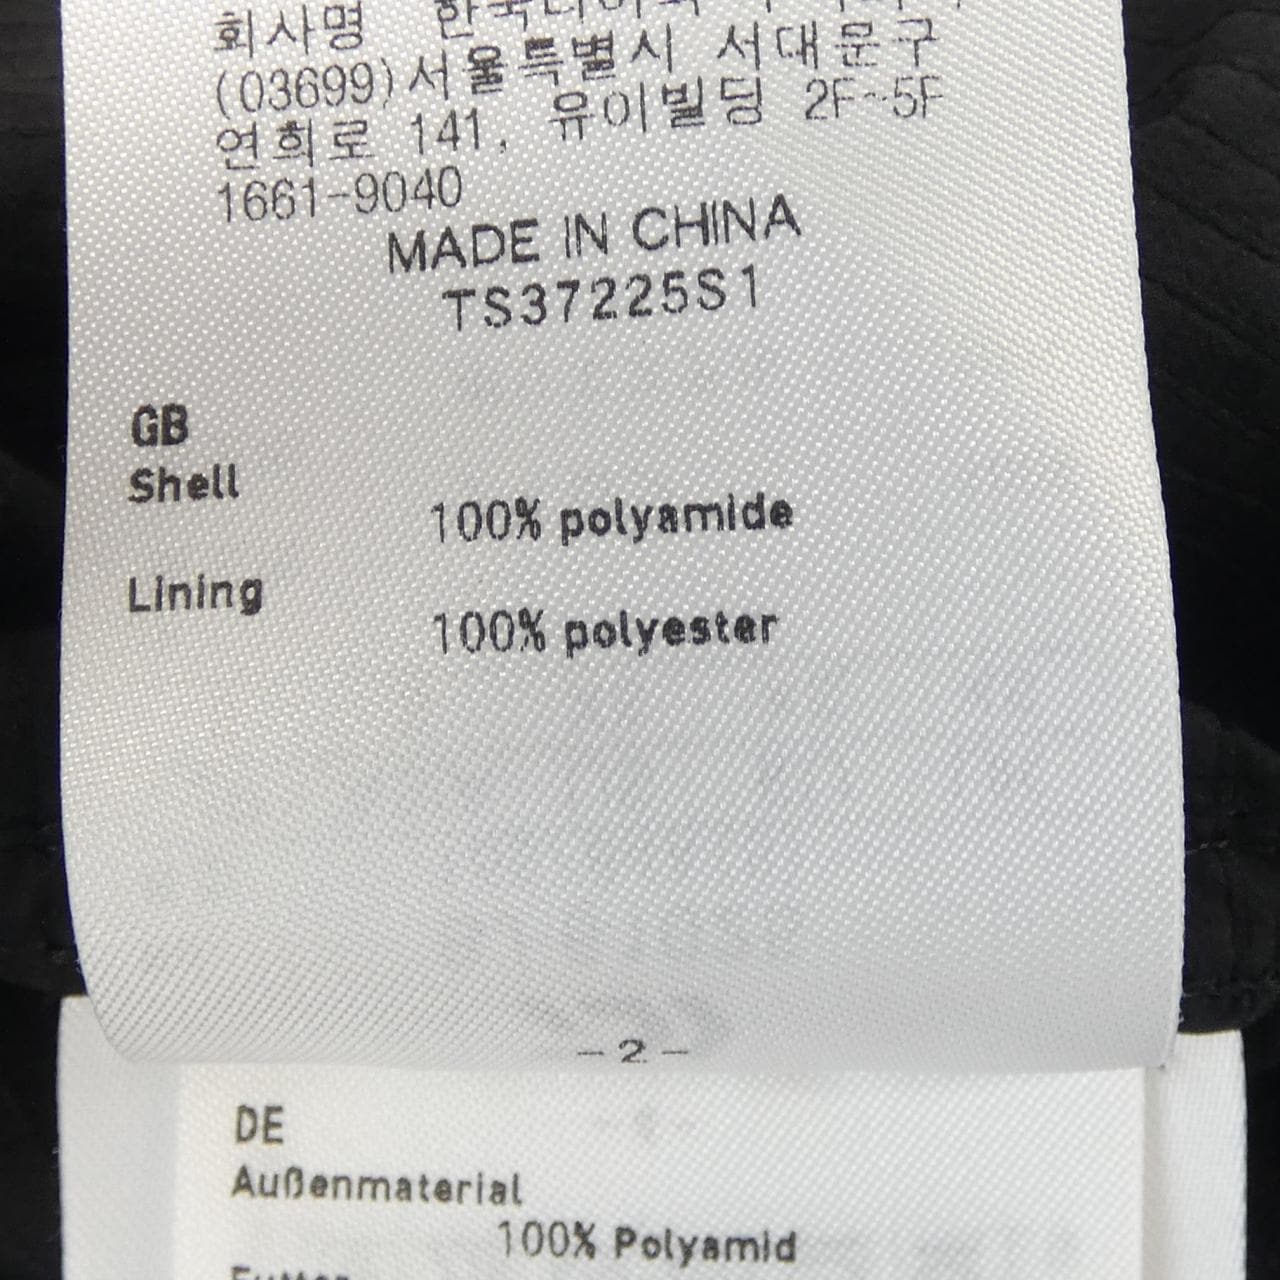 회사명
(03699)서울특별시 서대문구
연희로 141, 유이빌딩 2F~5F
1661-9040
MADE IN CHINA
TS37225S1
GB
Shell
100% polyamide
Lining
100% polyester
-2-
DE
Außenmaterial
100% Polyamid
Futter